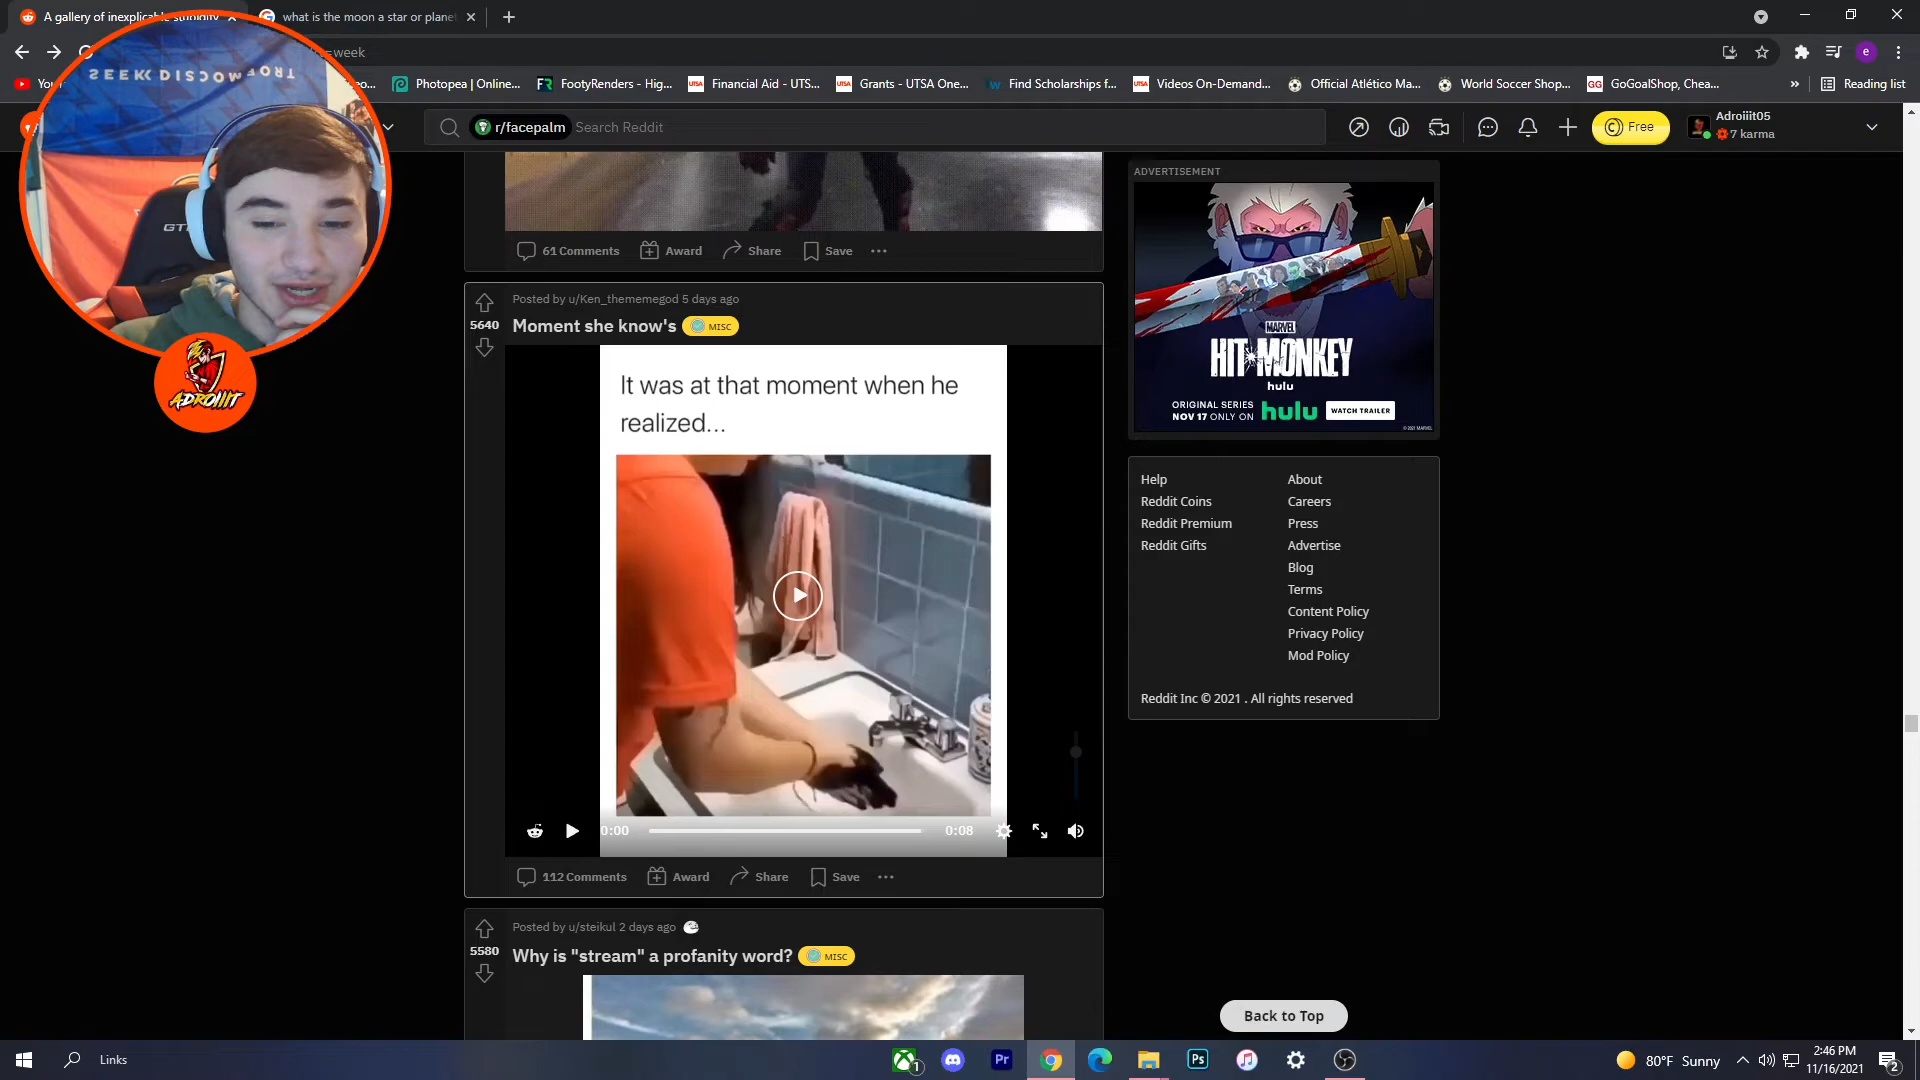 A gallery of inexplicable stupidity
what is the moon a star or planet
=week
Photopea | Online...
FootyRenders - Hig...
Financial Aid - UTS...
Grants - UTSA One...
Find Scholarships f...
Videos On-Demand...
Official Atlético Ma...
World Soccer Shop...
GoGoalShop, Chea...
»
Reading list
r/facepalm
Search Reddit
Free
Adroiiit05
7 karma
61 Comments
Award
Share
Save
Posted by u/Ken_thememegod 5 days ago
5640
Moment she know's
MISC
It was at that moment when he
realized...
0:00
0:08
112 Comments
Award
Share
Save
Posted by u/steikul 2 days ago
5580
Why is "stream" a profanity word?
MISC
ADVERTISEMENT
MARVEL
HIT-MONKEY
hulu
ORIGINAL SERIES
NOV 17 ONLY ON
hulu
WATCH TRAILER
Help
Reddit Coins
Reddit Premium
Reddit Gifts
About
Careers
Press
Advertise
Blog
Terms
Content Policy
Privacy Policy
Mod Policy
Reddit Inc © 2021 . All rights reserved
Back to Top
ADROIIIT
Links
80°F Sunny
2:46 PM
11/16/2021